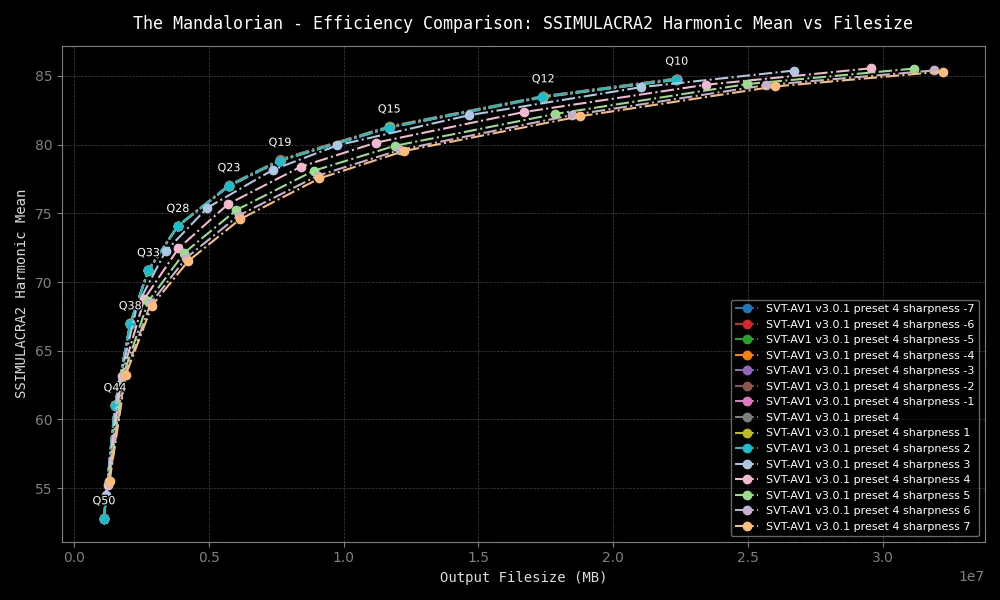 The Mandalorian - Efficiency Comparison: SSIMULACRA2 Harmonic Mean vs Filesize
SSIMULACRA2 Harmonic Mean
85
80
75
70
65
60
55
Q10
Q12
Q15
Q19
Q23
Q28
Q33
Q38
Q44
Q50
SVT-AV1 v3.0.1 preset 4 sharpness -7
SVT-AV1 v3.0.1 preset 4 sharpness -6
SVT-AV1 v3.0.1 preset 4 sharpness -5
SVT-AV1 v3.0.1 preset 4 sharpness -4
SVT-AV1 v3.0.1 preset 4 sharpness -3
SVT-AV1 v3.0.1 preset 4 sharpness -2
SVT-AV1 v3.0.1 preset 4 sharpness -1
SVT-AV1 v3.0.1 preset 4
SVT-AV1 v3.0.1 preset 4 sharpness 1
SVT-AV1 v3.0.1 preset 4 sharpness 2
SVT-AV1 v3.0.1 preset 4 sharpness 3
SVT-AV1 v3.0.1 preset 4 sharpness 4
SVT-AV1 v3.0.1 preset 4 sharpness 5
SVT-AV1 v3.0.1 preset 4 sharpness 6
SVT-AV1 v3.0.1 preset 4 sharpness 7
0.0 0.5 1.0 1.5 2.0 2.5 3.0
1e7
Output Filesize (MB)